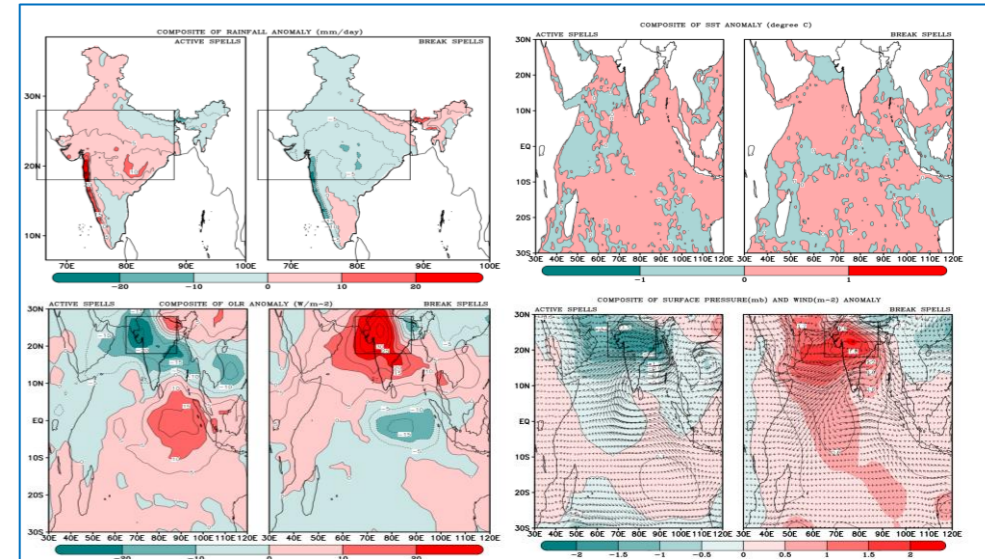 COMPOSITE OF RAINFALL ANOMALY (mm/day)
ACTIVE SPELLS BREAK SPELLS
30N
20N
10N
70E 80E 90E 100E 70E 80E 90E 100E
-20 -10 0 10 20
COMPOSITE OF SST ANOMALY (degree C)
ACTIVE SPELLS BREAK SPELLS
30N
20N
10N
EQ
10S
20S
30S
30E 40E 50E 60E 70E 80E 90E 100E 110E 120E 30E 40E 50E 60E 70E 80E 90E 100E 110E 120E
-1 0 1
ACTIVE SPELLS COMPOSITE OF OLR ANOMALY (W/m-2) BREAK SPELLS
30N
20N
10N
EQ
10S
20S
30S
30E 40E 50E 60E 70E 80E 90E 100E 110E 120E 30E 40E 50E 60E 70E 80E 90E 100E 110E 120E
-20 -10 0 10 20
COMPOSITE OF SURFACE PRESSURE(mb) AND WIND(m-2) ANOMALY
ACTIVE SPELLS BREAK SPELLS
30N
20N
10N
EQ
10S
20S
30S
30E 40E 50E 60E 70E 80E 90E 100E 110E 120E 30E 40E 50E 60E 70E 80E 90E 100E 110E 120E
-2 -1.5 -1 -0.5 0 0.5 1 1.5 2